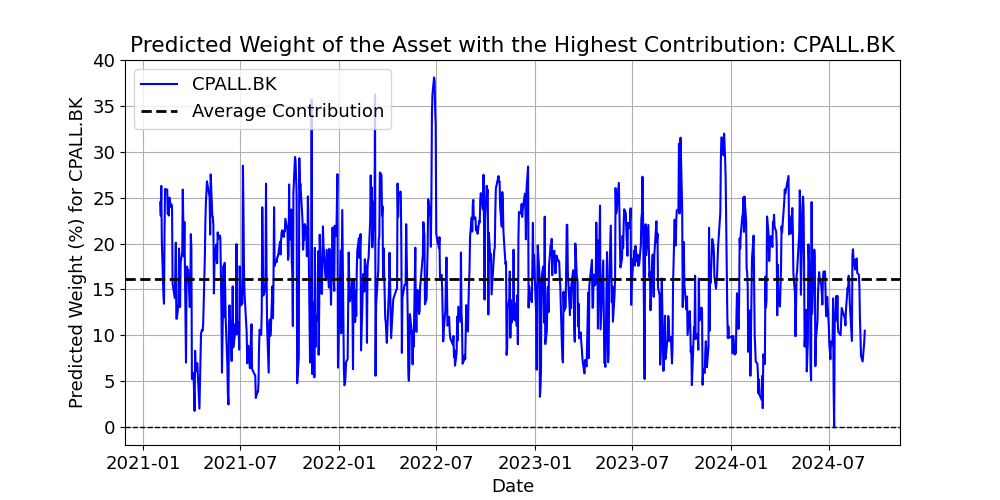 Predicted Weight of the Asset with the Highest Contribution: CPALL.BK
Predicted Weight (%) for CPALL.BK
40
35
30
25
20
15
10
5
0
CPALL.BK
Average Contribution
2021-01 2021-07 2022-01 2022-07 2023-01 2023-07 2024-01 2024-07
Date